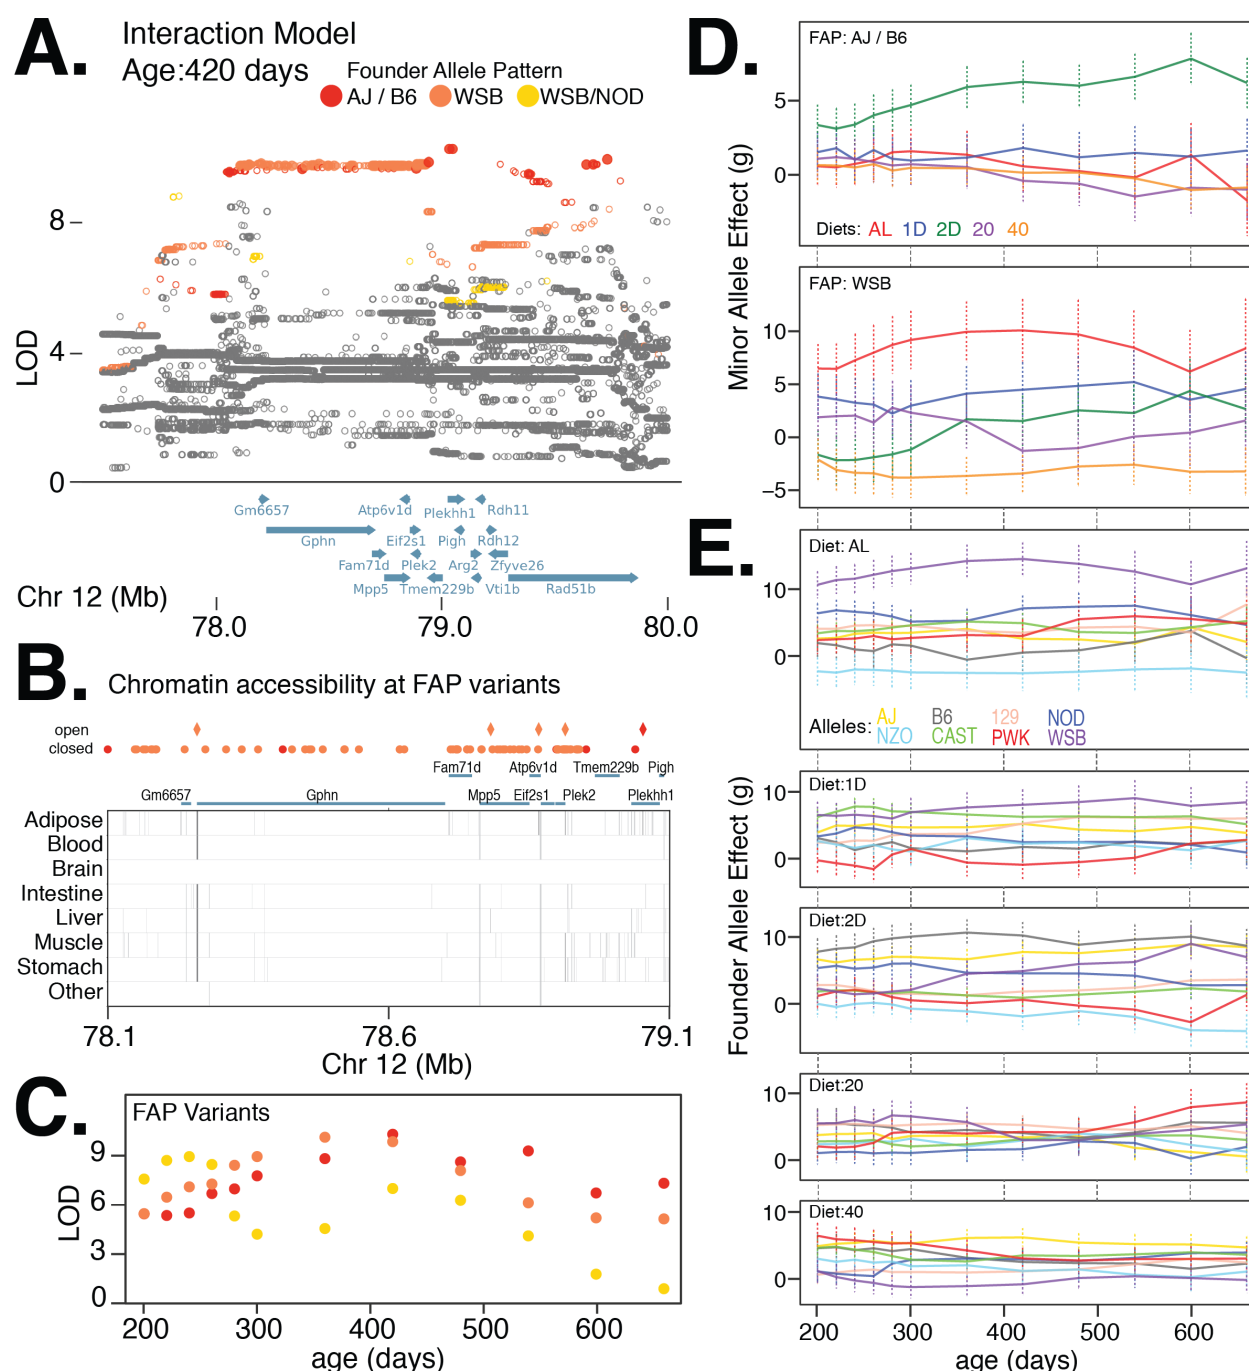 A.
Interaction Model
Age:420 days
Founder Allele Pattern
AJ / B6 WSB WSB/NOD
LOD
8
4
0
Gm6657 Atp6v1d Plekhh1 Rdh11
Gphn Eif2s1 Pigh Rdh12
Fam71d Plek2 Arg2 Zfyve26
Mpp5 Tmem229b Vti1b Rad51b
Chr 12 (Mb)
78.0 79.0 80.0
B.
Chromatin accessibility at FAP variants
open
closed
Fam71d Atp6v1d Tmem229b Pigh
Gm6657 Gphn Mpp5 Eif2s1 Plek2 Plekhh1
Adipose
Blood
Brain
Intestine
Liver
Muscle
Stomach
Other
78.1 78.6 79.1
Chr 12 (Mb)
C.
FAP Variants
LOD
9
6
3
0
200 300 400 500 600
age (days)
D.
FAP: AJ / B6
5
0
Diets: AL 1D 2D 20 40
Minor Allele Effect (g)
FAP: WSB
10
5
0
−5
E.
Diet: AL
10
0
Alleles: AJ B6 129 NOD
NZO CAST PWK WSB
Founder Allele Effect (g)
Diet:1D
10
0
Diet:2D
10
0
Diet:20
10
0
Diet:40
10
0
200 300 400 500 600
age (days)